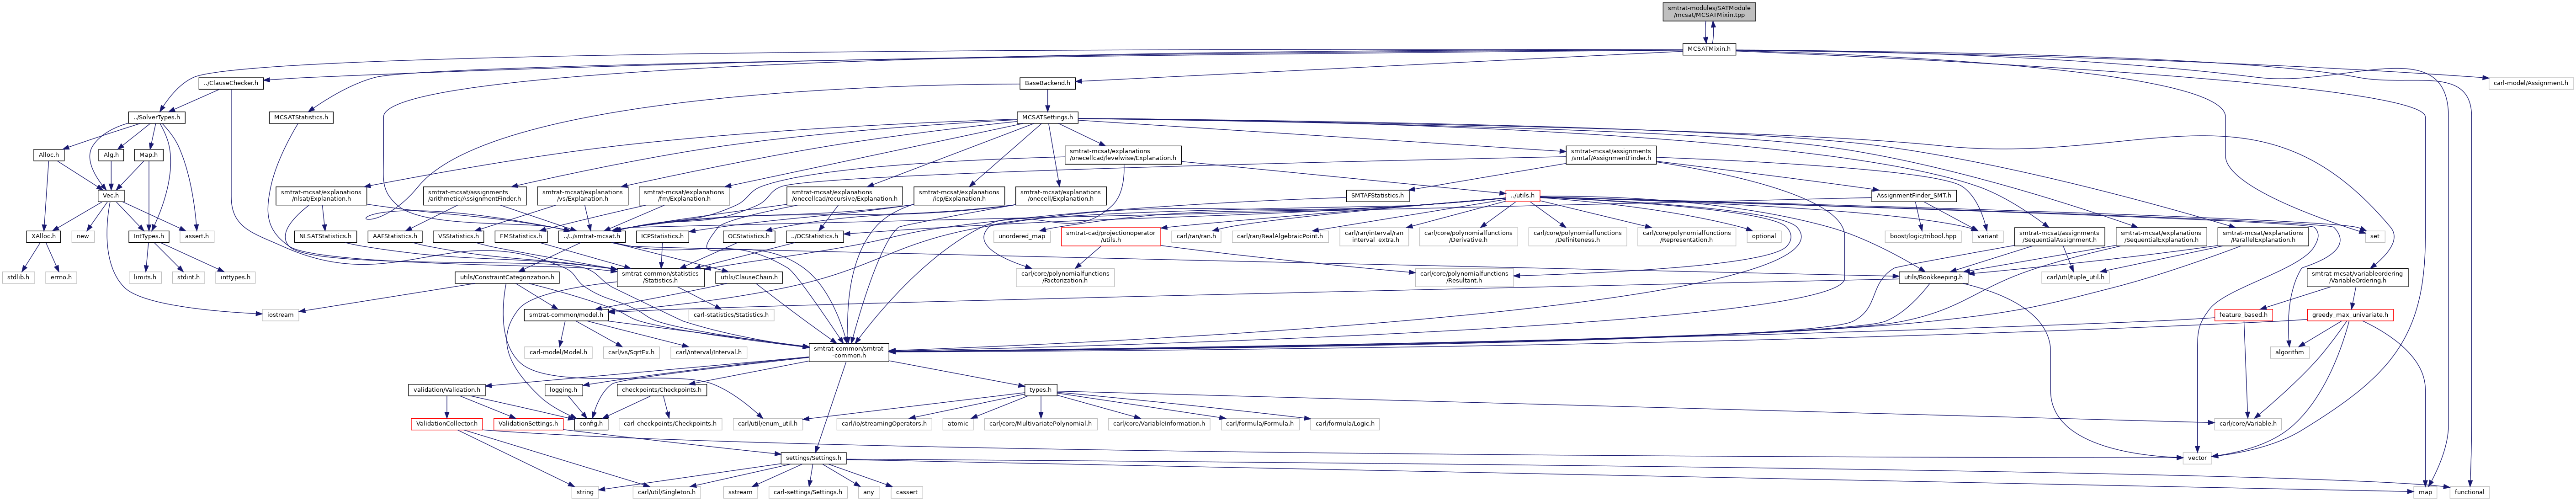 smtrat-modules/SATModule
/mcsat/MCSATMixin.tpp
MCSATMixin.h
../ClauseChecker.h
BaseBackend.h
carl-model/Assignment.h
../SolverTypes.h
MCSATStatistics.h
MCSATSettings.h
Alloc.h
Alg.h
Map.h
smtrat-mcsat/explanations
/onecellcad/levelwise/Explanation.h
smtrat-mcsat/assignments
/smtaf/AssignmentFinder.h
Vec.h
smtrat-mcsat/explanations
/nlsat/Explanation.h
smtrat-mcsat/assignments
/arithmetic/AssignmentFinder.h
smtrat-mcsat/explanations
/vs/Explanation.h
smtrat-mcsat/explanations
/fm/Explanation.h
smtrat-mcsat/explanations
/onecellcad/recursive/Explanation.h
smtrat-mcsat/explanations
/icp/Explanation.h
smtrat-mcsat/explanations
/onecell/Explanation.h
SMTAFStatistics.h
../utils.h
AssignmentFinder_SMT.h
XAlloc.h
new
IntTypes.h
assert.h
NLSATStatistics.h
AAFStatistics.h
VSStatistics.h
FMStatistics.h
../../smtrat-mcsat.h
ICPStatistics.h
OCStatistics.h
../OCStatistics.h
unordered_map
smtrat-cad/projectionoperator
/utils.h
carl/ran/ran.h
carl/ran/RealAlgebraicPoint.h
carl/ran/interval/ran
_interval_extra.h
carl/core/polynomialfunctions
/Derivative.h
carl/core/polynomialfunctions
/Definiteness.h
carl/core/polynomialfunctions
/Representation.h
optional
boost/logic/tribool.hpp
variant
smtrat-mcsat/assignments
/SequentialAssignment.h
smtrat-mcsat/explanations
/SequentialExplanation.h
smtrat-mcsat/explanations
/ParallelExplanation.h
set
stdlib.h
errno.h
limits.h
stdint.h
inttypes.h
utils/ConstraintCategorization.h
smtrat-common/statistics
/Statistics.h
utils/ClauseChain.h
carl/core/polynomialfunctions
/Factorization.h
carl/core/polynomialfunctions
/Resultant.h
utils/Bookkeeping.h
carl/util/tuple_util.h
smtrat-mcsat/variableordering
/VariableOrdering.h
iostream
smtrat-common/model.h
carl-statistics/Statistics.h
feature_based.h
greedy_max_univariate.h
carl-model/Model.h
carl/vs/SqrtEx.h
carl/interval/Interval.h
smtrat-common/smtrat
-common.h
algorithm
validation/Validation.h
logging.h
checkpoints/Checkpoints.h
types.h
ValidationCollector.h
ValidationSettings.h
config.h
carl-checkpoints/Checkpoints.h
carl/util/enum_util.h
carl/io/streamingOperators.h
atomic
carl/core/MultivariatePolynomial.h
carl/core/VariableInformation.h
carl/formula/Formula.h
carl/formula/Logic.h
carl/core/Variable.h
settings/Settings.h
vector
string
carl/util/Singleton.h
sstream
carl-settings/Settings.h
any
cassert
map
functional